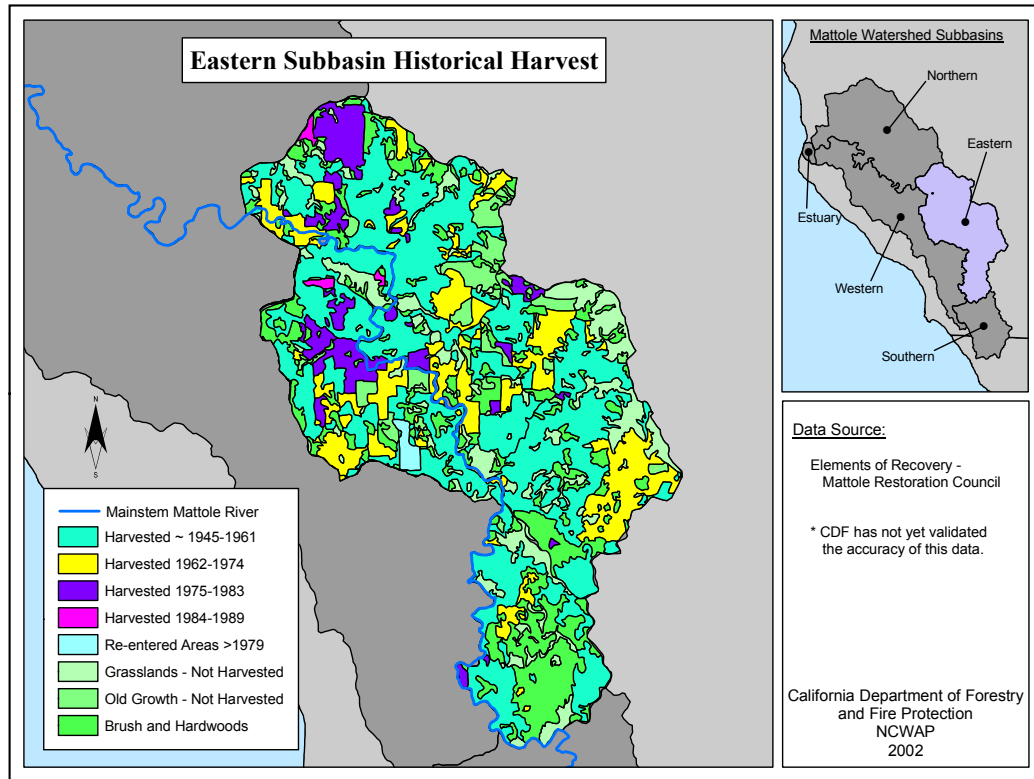 Eastern Subbasin Historical Harvest
N
S
Mainstem Mattole River
Harvested ~ 1945-1961
Harvested 1962-1974
Harvested 1975-1983
Harvested 1984-1989
Re-entered Areas >1979
Grasslands - Not Harvested
Old Growth - Not Harvested
Brush and Hardwoods
Mattole Watershed Subbasins
Northern
Eastern
Estuary
Western
Southern
Data Source:
Elements of Recovery -
Mattole Restoration Council
* CDF has not yet validated
the accuracy of this data.
California Department of Forestry
and Fire Protection
NCWAP
2002